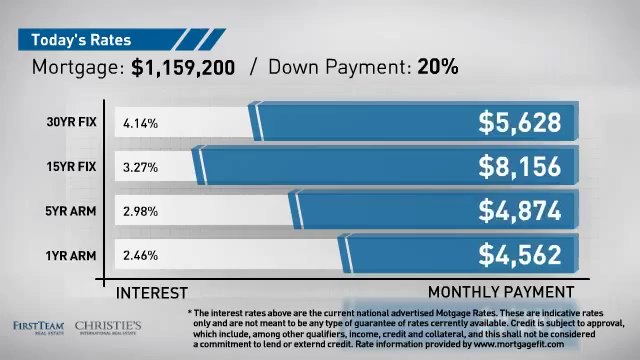 Today's Rates
Mortgage: $1,159,200 / Down Payment: 20%
30YR FIX 4.14% $5,628
15YR FIX 3.27% $8,156
5YR ARM 2.98% $4,874
1YR ARM 2.46% $4,562
INTEREST MONTHLY PAYMENT
* The interest rates above are the current national advertised Motgage Rates. These are indicative rates
only and are not meant to be any type of guarantee of rates cerrently available. Credit is subject to approval,
which include, among other qualifiers, income, credit and collateral, and this shall not be considered
a commitment to lend or externd credit. Rate information provided by www.mortgagefit.com
FIRST TEAM
REAL ESTATE
CHRISTIE'S
INTERNATIONAL REAL ESTATE